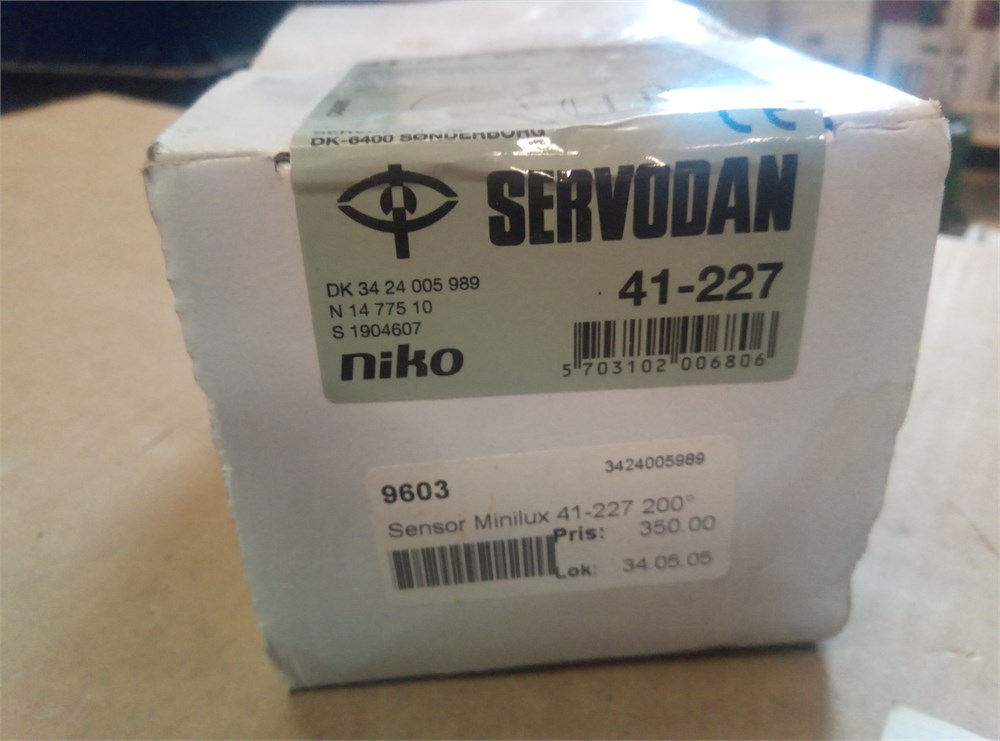 DK-6400 SØNDERBORG
CE
SERVODAN
41-227
DK 34 24 005 989
N 14 775 10
S 1904607
niko
5 703102 006806
3424005989
9603
Sensor Minilux 41-227 200°
Pris: 350.00
Lok: 34.05.05